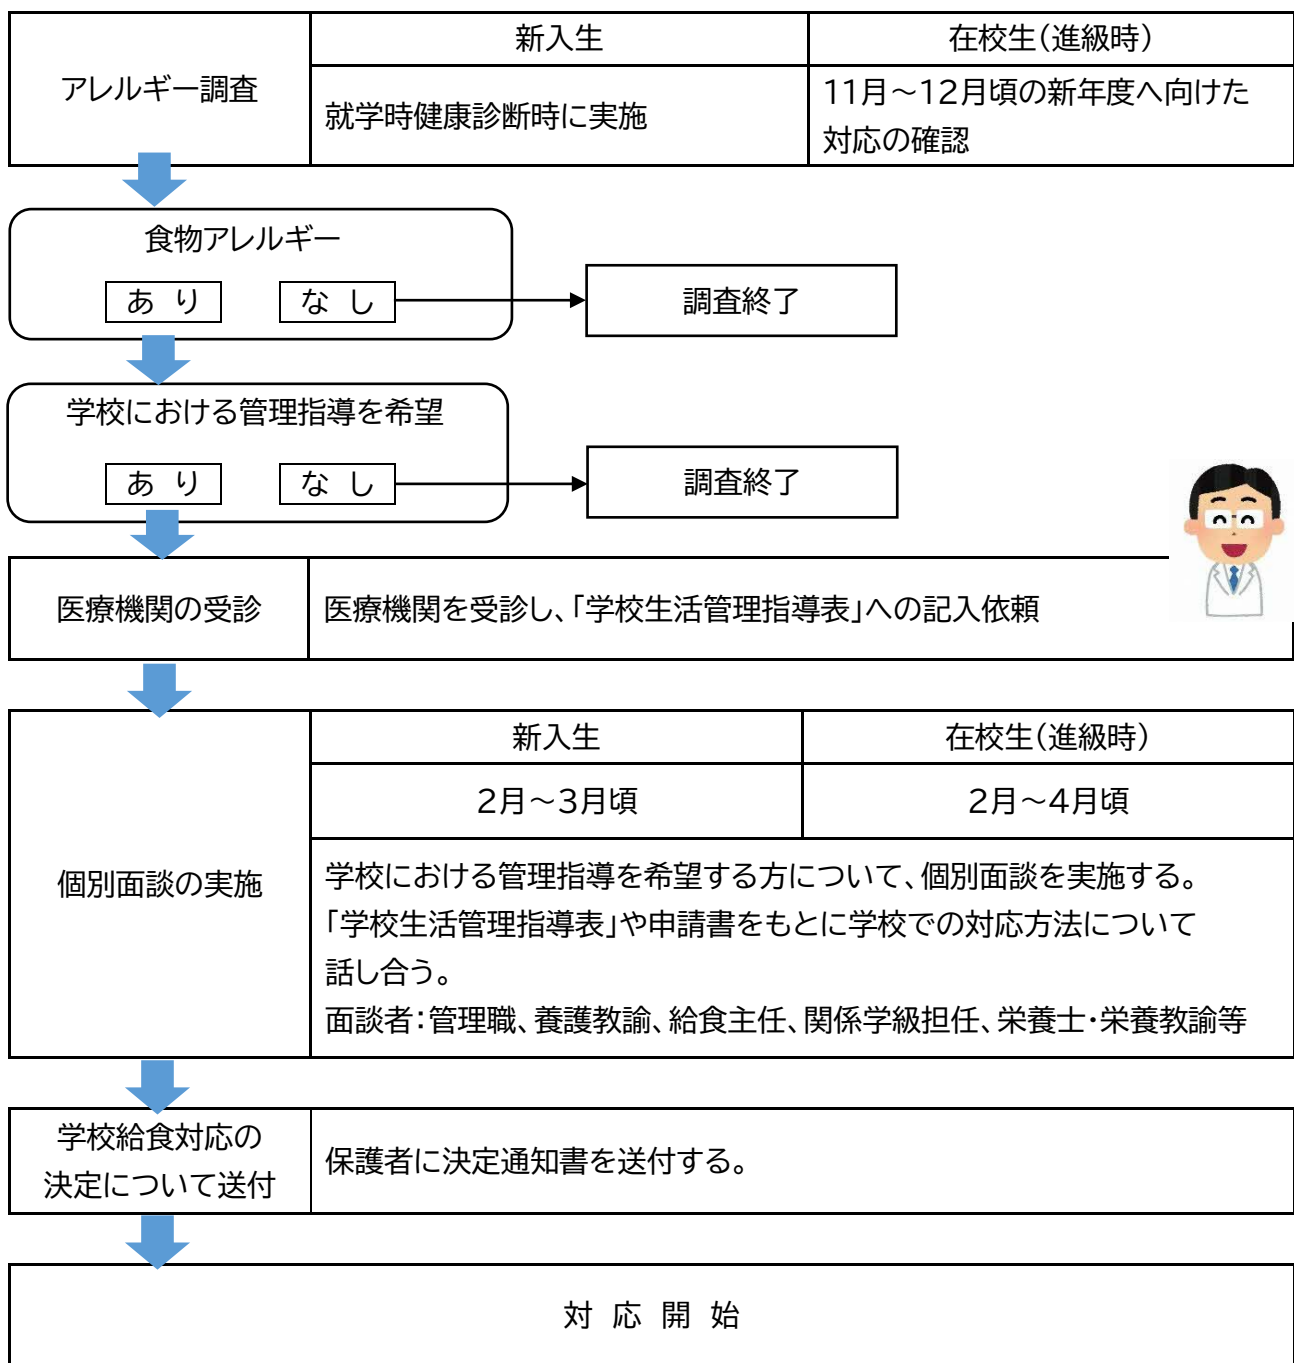 アレルギー調査
新入生
在校生(進級時)
就学時健康診断時に実施
11月～12月頃の新年度へ向けた
対応の確認
食物アレルギー
あ り
な し
調査終了
学校における管理指導を希望
あ り
な し
調査終了
医療機関の受診
医療機関を受診し、「学校生活管理指導表」への記入依頼
個別面談の実施
新入生
在校生(進級時)
2月～3月頃
2月～4月頃
学校における管理指導を希望する方について、個別面談を実施する。
「学校生活管理指導表」や申請書をもとに学校での対応方法について
話し合う。
面談者：管理職、養護教諭、給食主任、関係学級担任、栄養士・栄養教諭等
学校給食対応の
決定について送付
保護者に決定通知書を送付する。
対 応 開 始